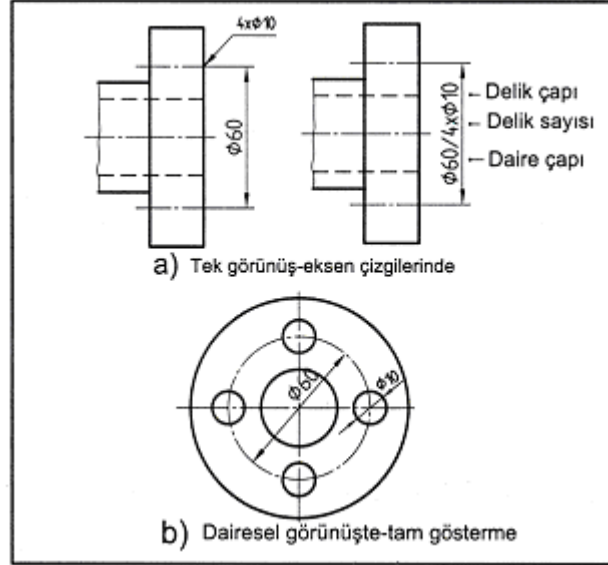 4xϕ10
ϕ60
ϕ60/4xϕ10
Delik çapı
Delik sayısı
Daire çapı
a) Tek görünüş-eksen çizgilerinde
ϕ60
ϕ10
b) Dairesel görünüşte-tam gösterme